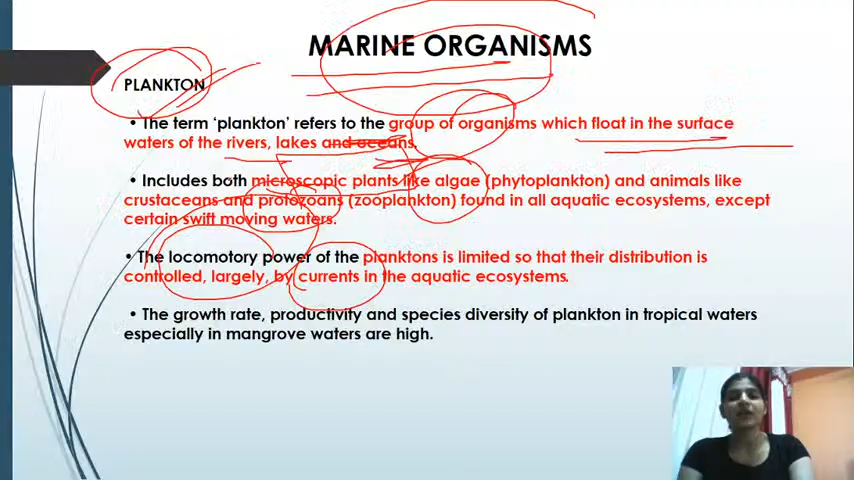 MARINE ORGANISMS
PLANKTON
• The term ‘plankton’ refers to the group of organisms which float in the surface
waters of the rivers, lakes and oceans.
• Includes both microscopic plants like algae (phytoplankton) and animals like
crustaceans and protozoans (zooplankton) found in all aquatic ecosystems, except
certain swift moving waters.
• The locomotory power of the planktons is limited so that their distribution is
controlled, largely, by currents in the aquatic ecosystems.
• The growth rate, productivity and species diversity of plankton in tropical waters
especially in mangrove waters are high.